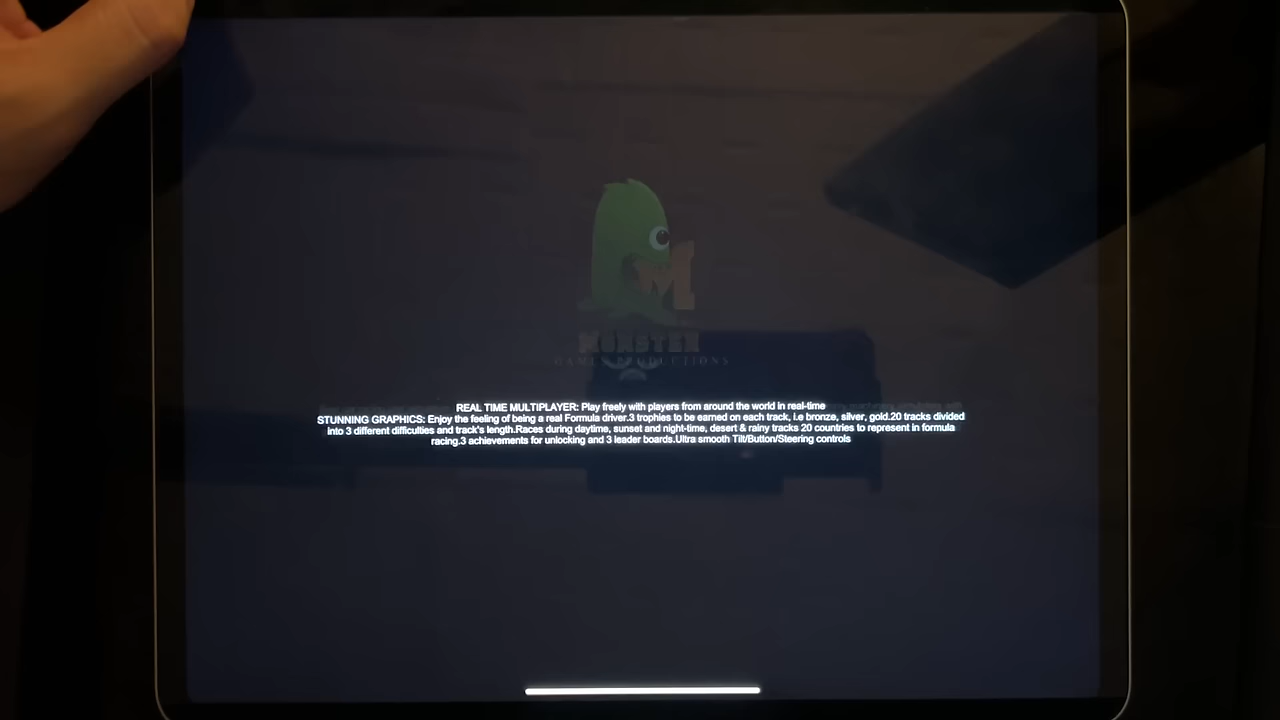 M
MONSTER
GAMES PRODUCTIONS
REAL TIME MULTIPLAYER: Play freely with players from around the world in real-time
STUNNING GRAPHICS: Enjoy the feeling of being a real Formula driver.3 trophies to be earned on each track, i.e bronze, silver, gold.20 tracks divided
into 3 different difficulties and track's length.Races during daytime, sunset and night-time, desert & rainy tracks 20 countries to represent in formula
racing.3 achievements for unlocking and 3 leader boards.Ultra smooth Tilt/Button/Steering controls